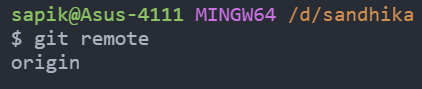 sapik@Asus-4111 MINGW64 /d/sandhika
$ git remote
origin